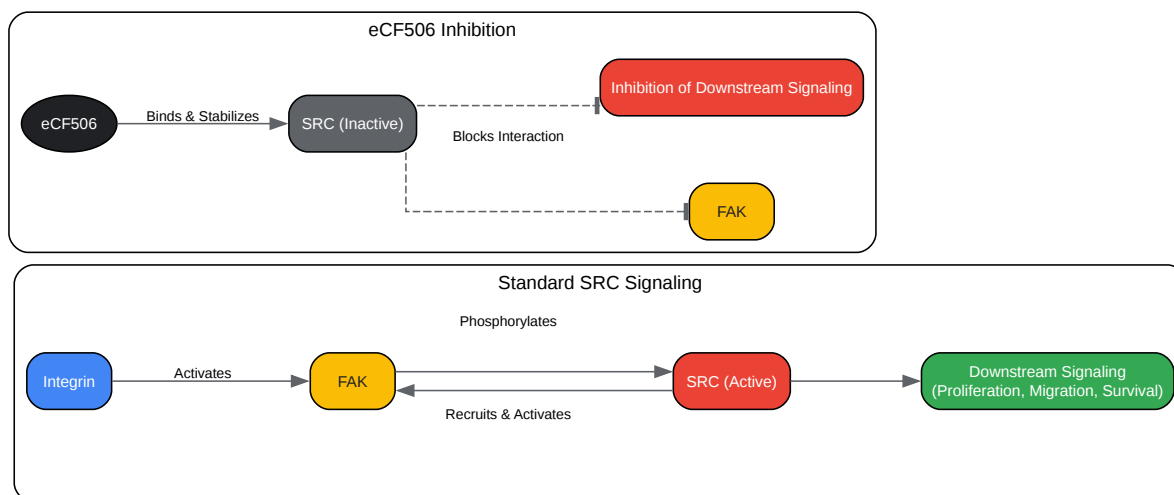 eCF506 Inhibition
Inhibition of Downstream Signaling
eCF506
Binds & Stabilizes
SRC (Inactive)
Blocks Interaction
FAK
Standard SRC Signaling
Phosphorylates
Integrin
Activates
FAK
SRC (Active)
Downstream Signaling
(Proliferation, Migration, Survival)
Recruits & Activates